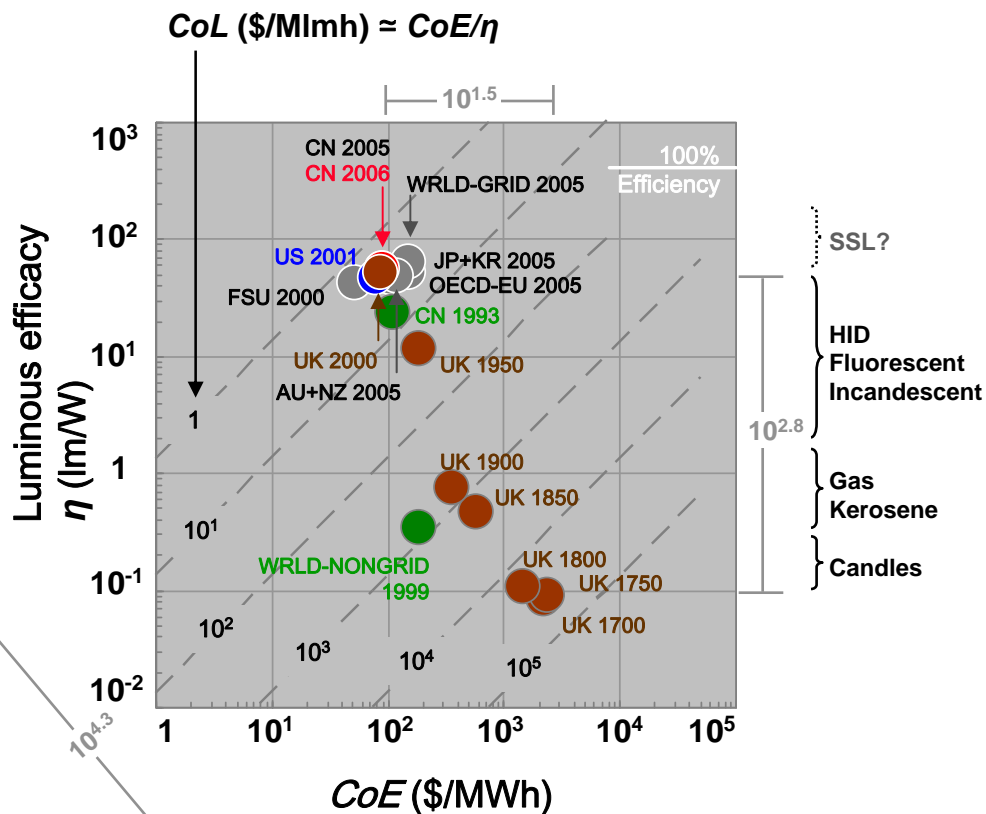 CoL ($/Mlmh) ≃ CoE/η
10^1.5
10^3
10^2
10^1
1
10^-1
10^-2
Luminous efficacy
η (lm/W)
CN 2005
CN 2006
WRLD-GRID 2005
100%
Efficiency
US 2001
JP+KR 2005
OECD-EU 2005
FSU 2000
CN 1993
UK 2000
UK 1950
AU+NZ 2005
1
UK 1900
UK 1850
10^1
WRLD-NONGRID
1999
UK 1800
UK 1750
UK 1700
10^2
10^3
10^4
10^5
SSL?
HID
Fluorescent
Incandescent
10^2.8
Gas
Kerosene
Candles
10^4.3
1
10^1
10^2
10^3
10^4
10^5
CoE ($/MWh)